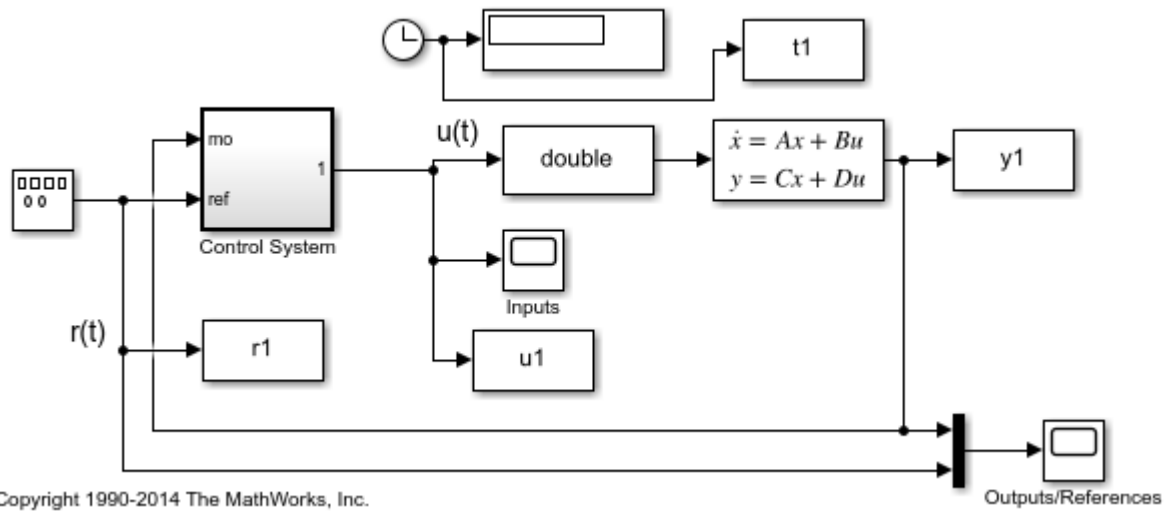 t1
u(t)
mo
ref
1
double
ẋ = Ax + Bu
y = Cx + Du
y1
Control System
Inputs
r(t)
r1
u1
Copyright 1990-2014 The MathWorks, Inc.
Outputs/References